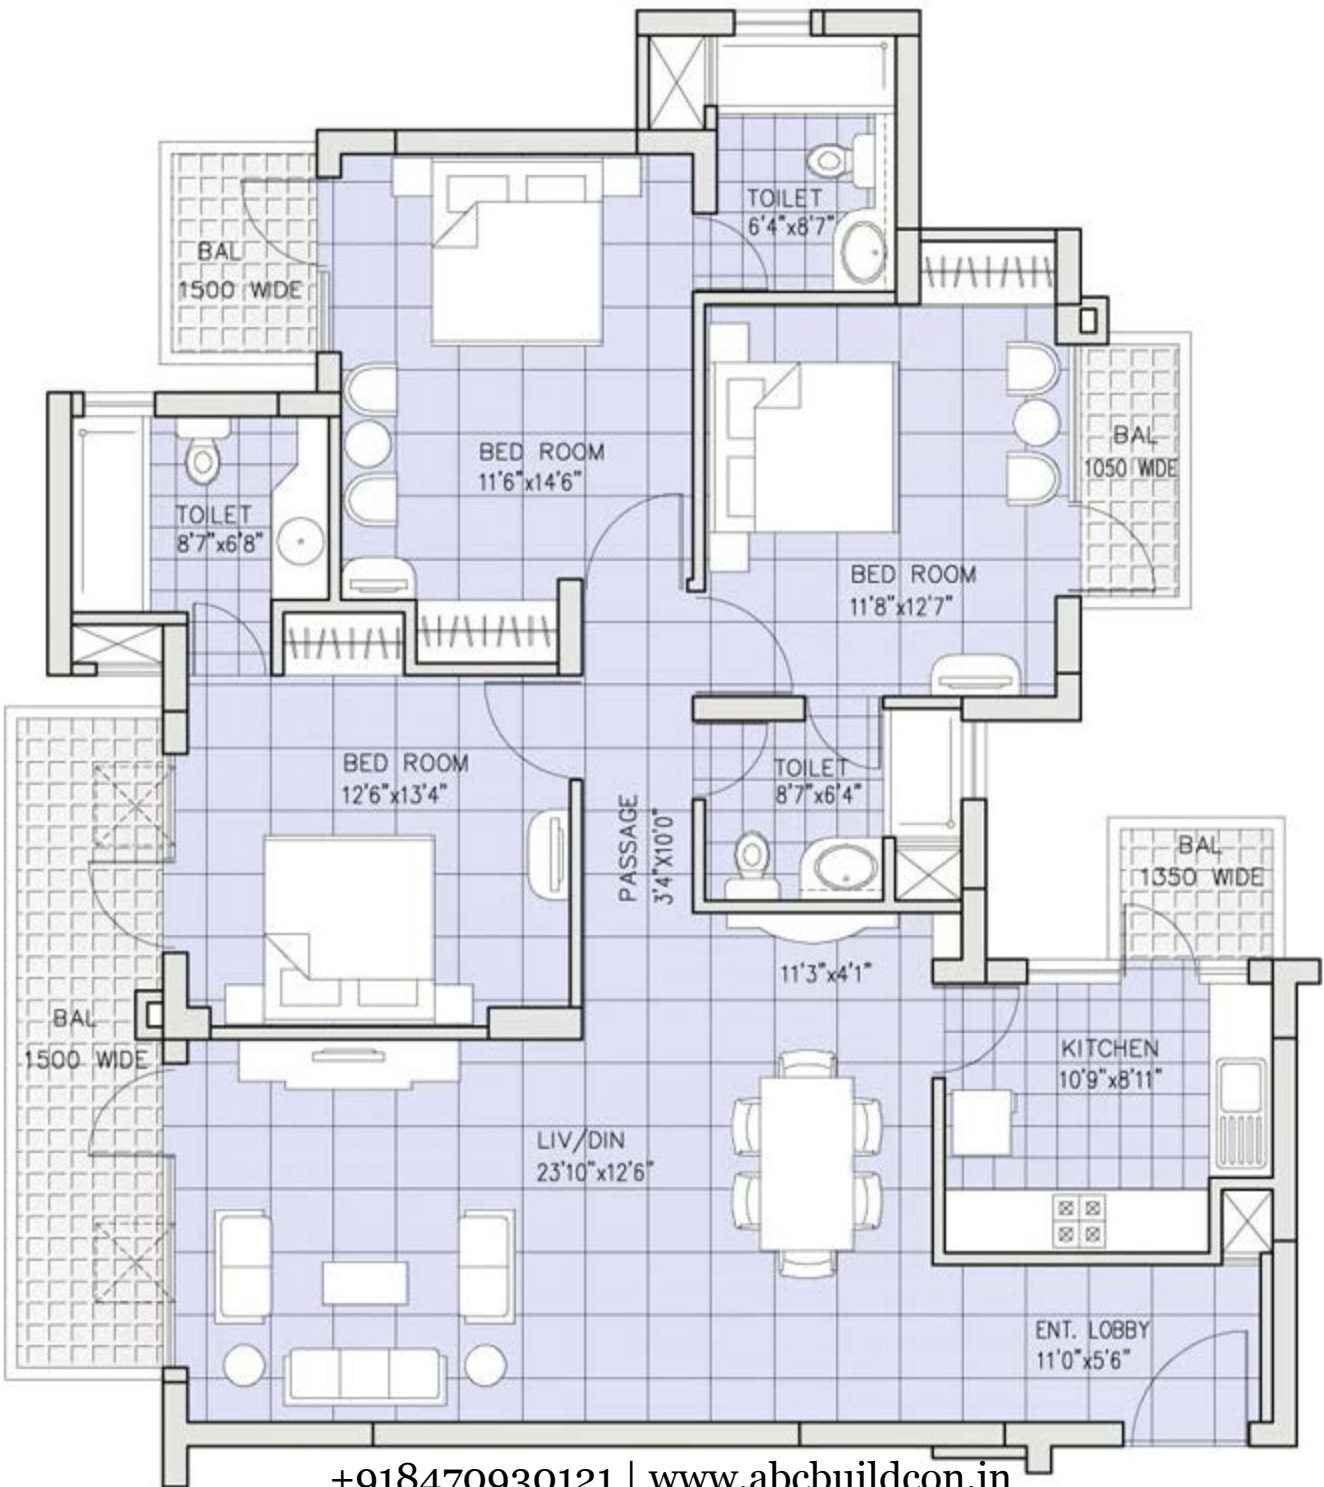 TOILET
6'4"x8'7"
BAL
1500 WIDE
BED ROOM
11'6"x14'6"
BAL
1050 WIDE
TOILET
8'7"x6'8"
BED ROOM
11'8"x12'7"
BED ROOM
12'6"x13'4"
TOILET
8'7"x6'4"
PASSAGE
3'4"X10'0"
BAL
1350 WIDE
11'3"x4'1"
BAL
1500 WIDE
KITCHEN
10'9"x8'11"
LIV/DIN
23'10"x12'6"
ENT. LOBBY
11'0"x5'6"
+918470930121 | www.abcbuildcon.in